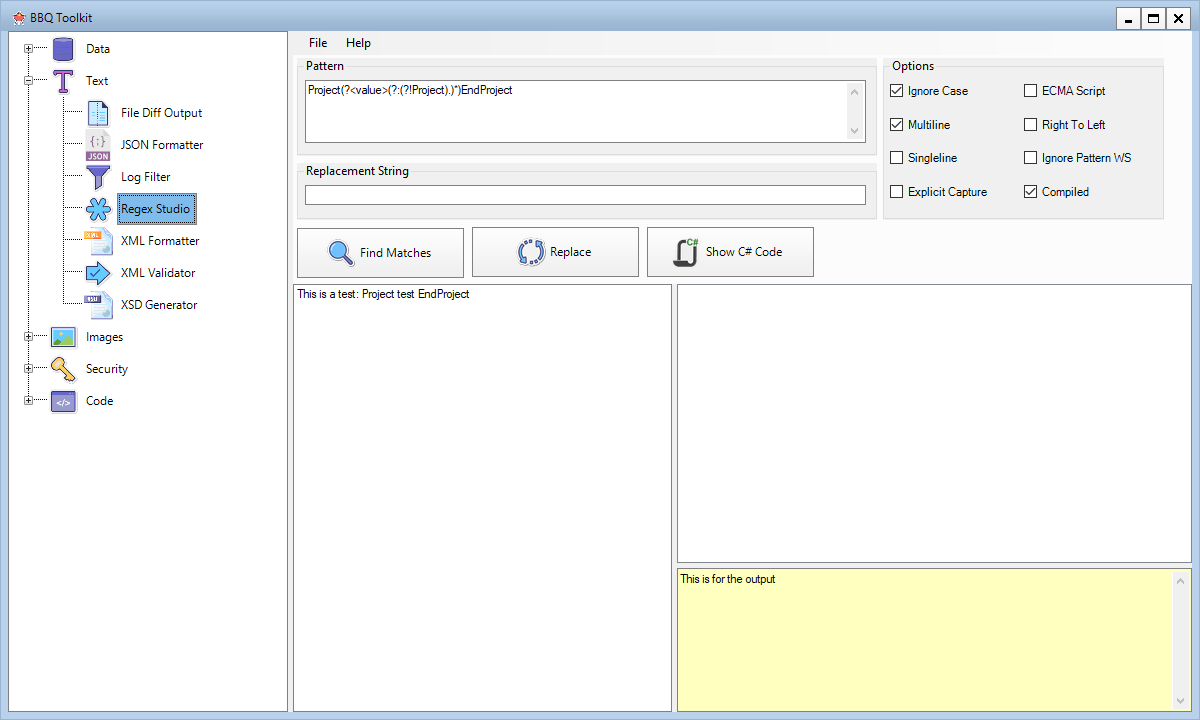 BBQ Toolkit
Data
Text
File Diff Output
{:}
JSON
JSON Formatter
Log Filter
Regex Studio
XML
XML Formatter
XML Validator
XSD
XSD Generator
Images
Security
</>
Code
File Help
Pattern
Project(?<value>(?:(?!Project).)*)EndProject
Replacement String
Options
Ignore Case ECMA Script
Multiline Right To Left
Singleline Ignore Pattern WS
Explicit Capture Compiled
Find Matches
Replace
C#
Show C# Code
This is a test: Project test EndProject
This is for the output